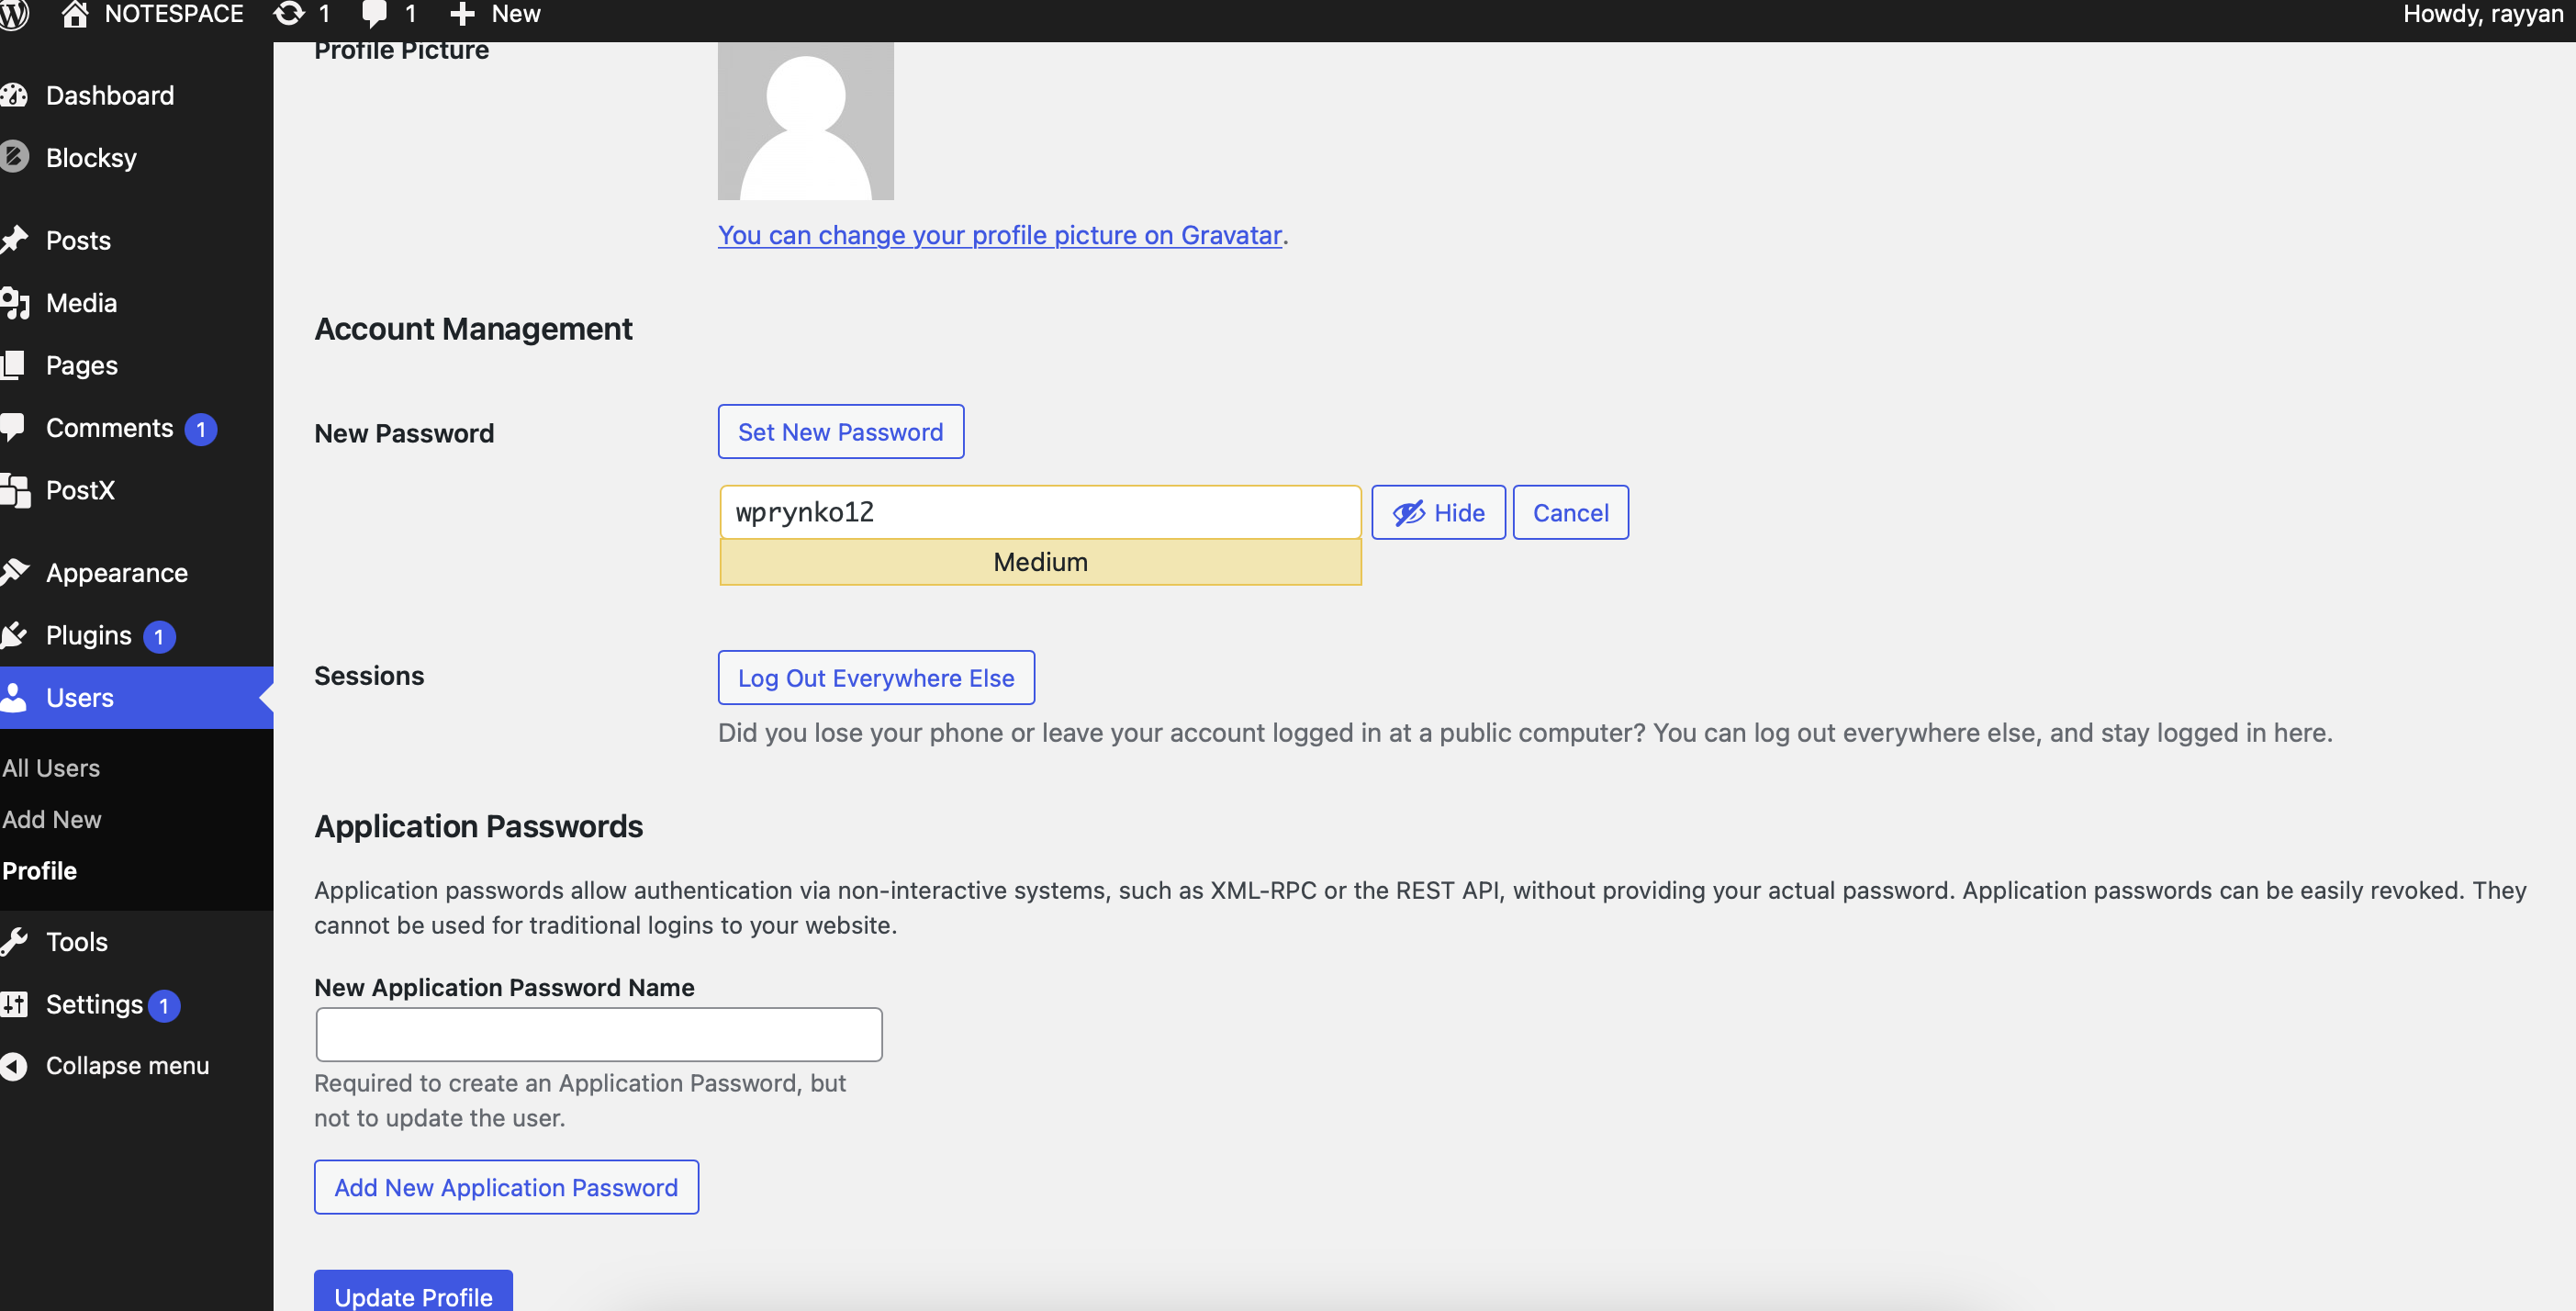 NOTESPACE 1 1 New Howdy, rayyan
Dashboard
Blocksy
Posts
Media
Pages
Comments 1
PostX
Appearance
Plugins 1
Users
All Users
Add New
Profile
Tools
Settings 1
Collapse menu
Profile Picture
You can change your profile picture on Gravatar.
Account Management
New Password
Set New Password
wprynko12
Hide
Cancel
Medium
Sessions
Log Out Everywhere Else
Did you lose your phone or leave your account logged in at a public computer? You can log out everywhere else, and stay logged in here.
Application Passwords
Application passwords allow authentication via non-interactive systems, such as XML-RPC or the REST API, without providing your actual password. Application passwords can be easily revoked. They
cannot be used for traditional logins to your website.
New Application Password Name
Required to create an Application Password, but
not to update the user.
Add New Application Password
Update Profile